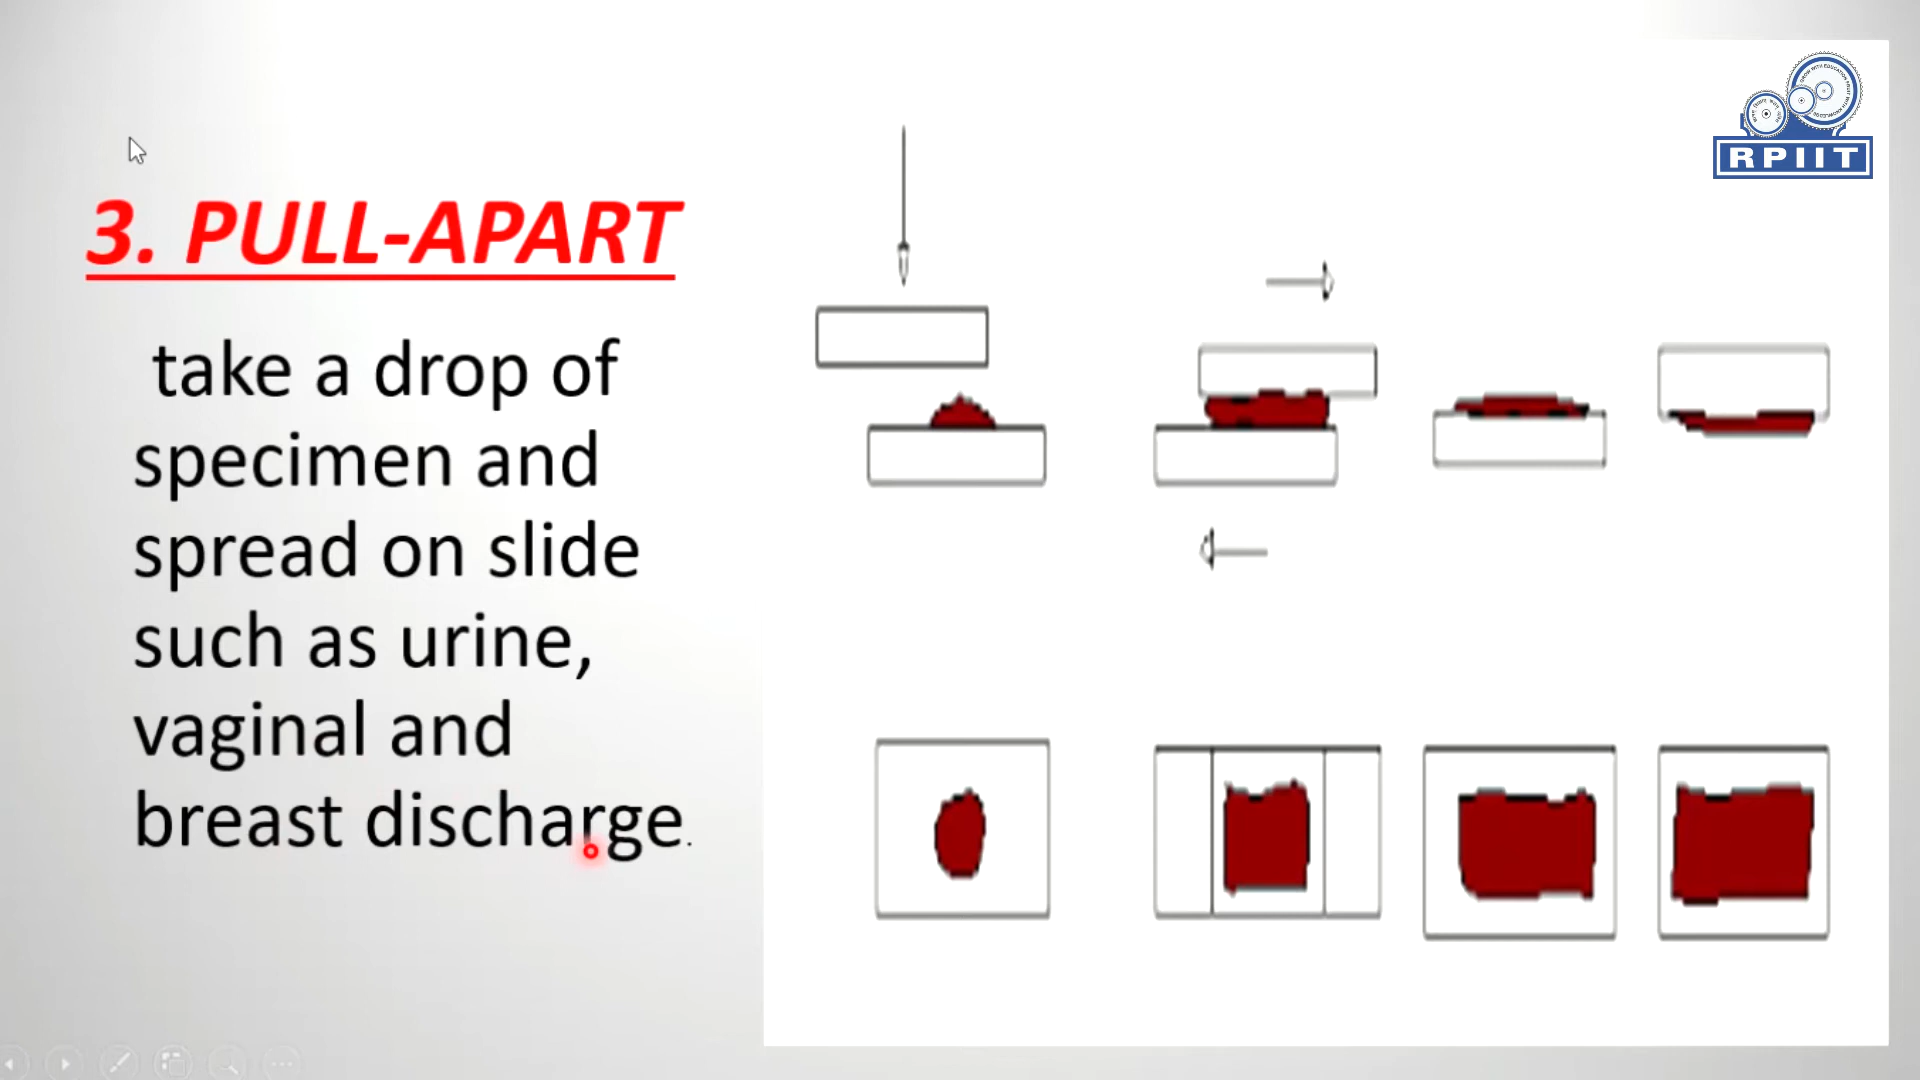 3. PULL-APART
take a drop of
specimen and
spread on slide
such as urine,
vaginal and
breast discharge.
RPIIT